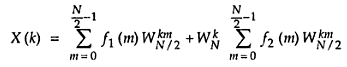 $X(k) = \sum_{m=0}^{\frac{N}{2}-1} f_1(m) W_{N/2}^{km} + W_N^k \sum_{m=0}^{\frac{N}{2}-1} f_2(m) W_{N/2}^{km}$